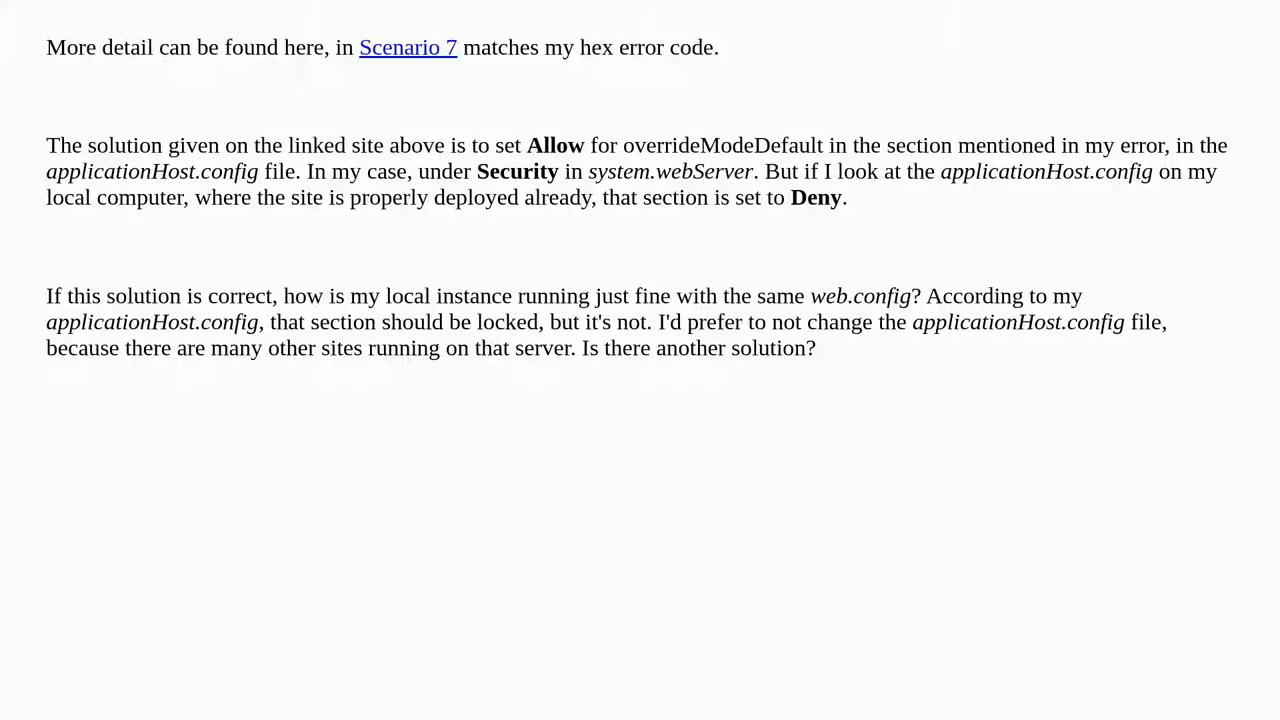 More detail can be found here, in Scenario 7 matches my hex error code.
The solution given on the linked site above is to set Allow for overrideModeDefault in the section mentioned in my error, in the
applicationHost.config file. In my case, under Security in system.webServer. But if I look at the applicationHost.config on my
local computer, where the site is properly deployed already, that section is set to Deny.
If this solution is correct, how is my local instance running just fine with the same web.config? According to my
applicationHost.config, that section should be locked, but it's not. I'd prefer to not change the applicationHost.config file,
because there are many other sites running on that server. Is there another solution?